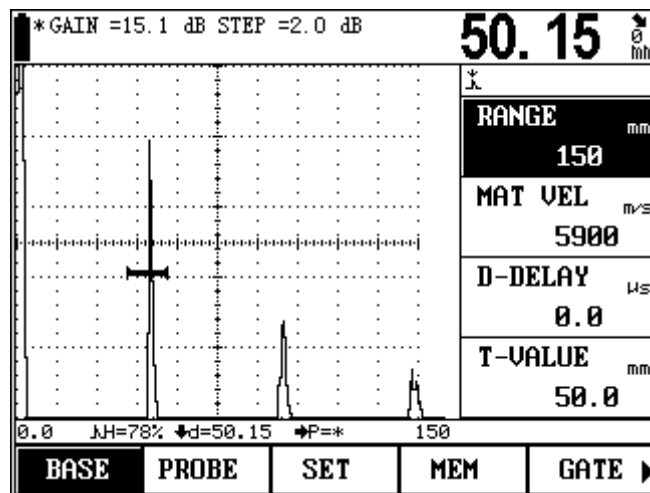 *GAIN =15.1 dB STEP =2.0 dB
50.15
RANGE mm
150
MAT VEL m/s
5900
D-DELAY µs
0.0
T-VALUE mm
50.0
0.0 H=78% d=50.15 P=* 150
BASE PROBE SET MEM GATE